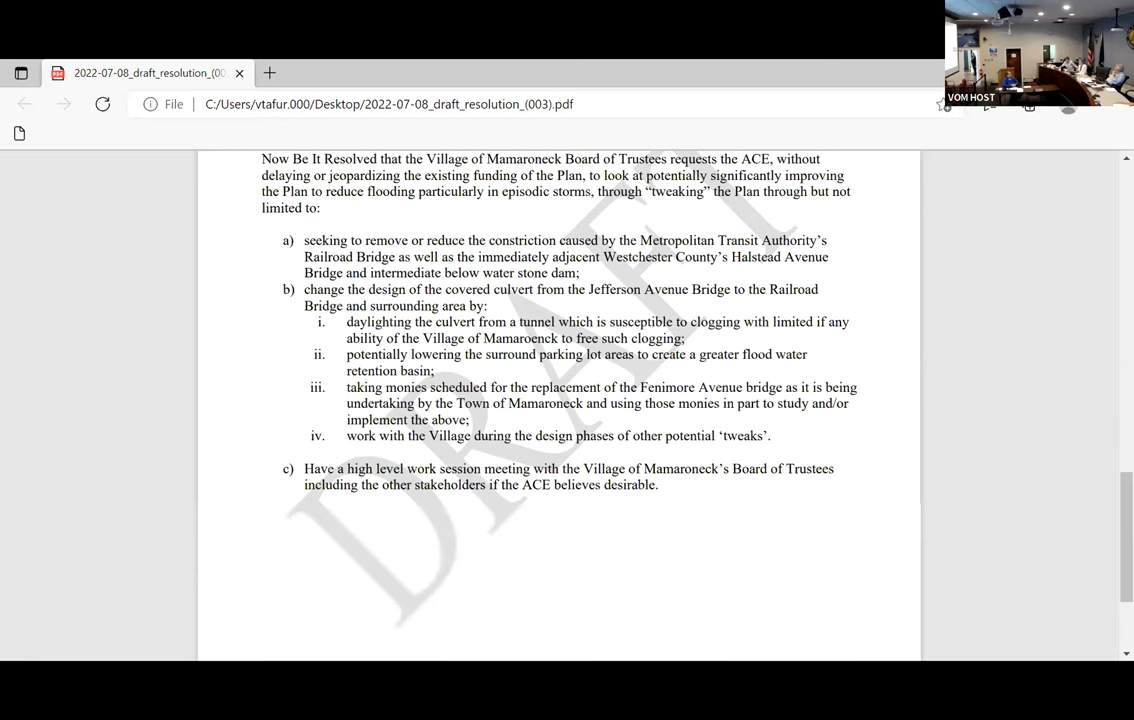 2022-07-08_draft_resolution_(00
File
C:/Users/vtafur.000/Desktop/2022-07-08_draft_resolution_(003).pdf
VOM HOST
Now Be It Resolved that the Village of Mamaroneck Board of Trustees requests the ACE, without
delaying or jeopardizing the existing funding of the Plan, to look at potentially significantly improving
the Plan to reduce flooding particularly in episodic storms, through “tweaking” the Plan through but not
limited to:
a) seeking to remove or reduce the constriction caused by the Metropolitan Transit Authority’s
Railroad Bridge as well as the immediately adjacent Westchester County’s Halstead Avenue
Bridge and intermediate below water stone dam;
b) change the design of the covered culvert from the Jefferson Avenue Bridge to the Railroad
Bridge and surrounding area by:
i. daylighting the culvert from a tunnel which is susceptible to clogging with limited if any
ability of the Village of Mamaroenck to free such clogging;
ii. potentially lowering the surround parking lot areas to create a greater flood water
retention basin;
iii. taking monies scheduled for the replacement of the Fenimore Avenue bridge as it is being
undertaking by the Town of Mamaroneck and using those monies in part to study and/or
implement the above;
iv. work with the Village during the design phases of other potential ‘tweaks’.
c) Have a high level work session meeting with the Village of Mamaroneck’s Board of Trustees
including the other stakeholders if the ACE believes desirable.
DRAFT